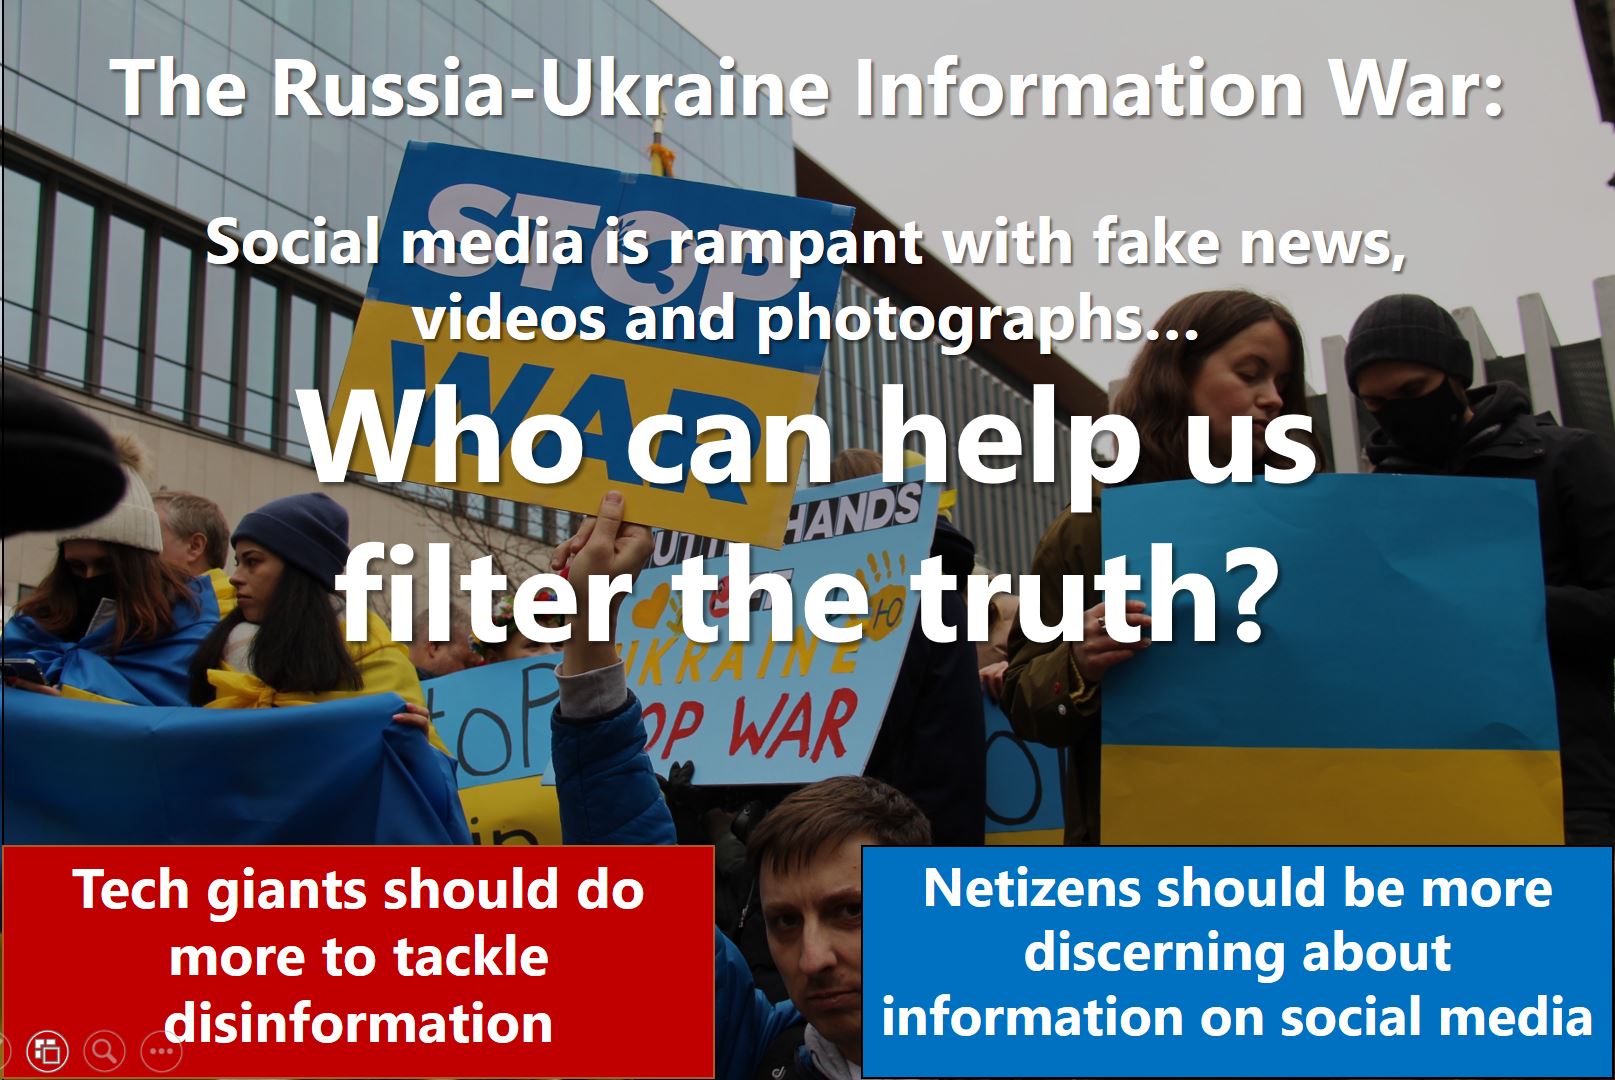 The Russia-Ukraine Information War:
Social media is rampant with fake news,
videos and photographs...
Who can help us
filter the truth?
Tech giants should do
more to tackle
disinformation
Netizens should be more
discerning about
information on social media
STOP
WAR
HANDS
UKRAINE
WAR